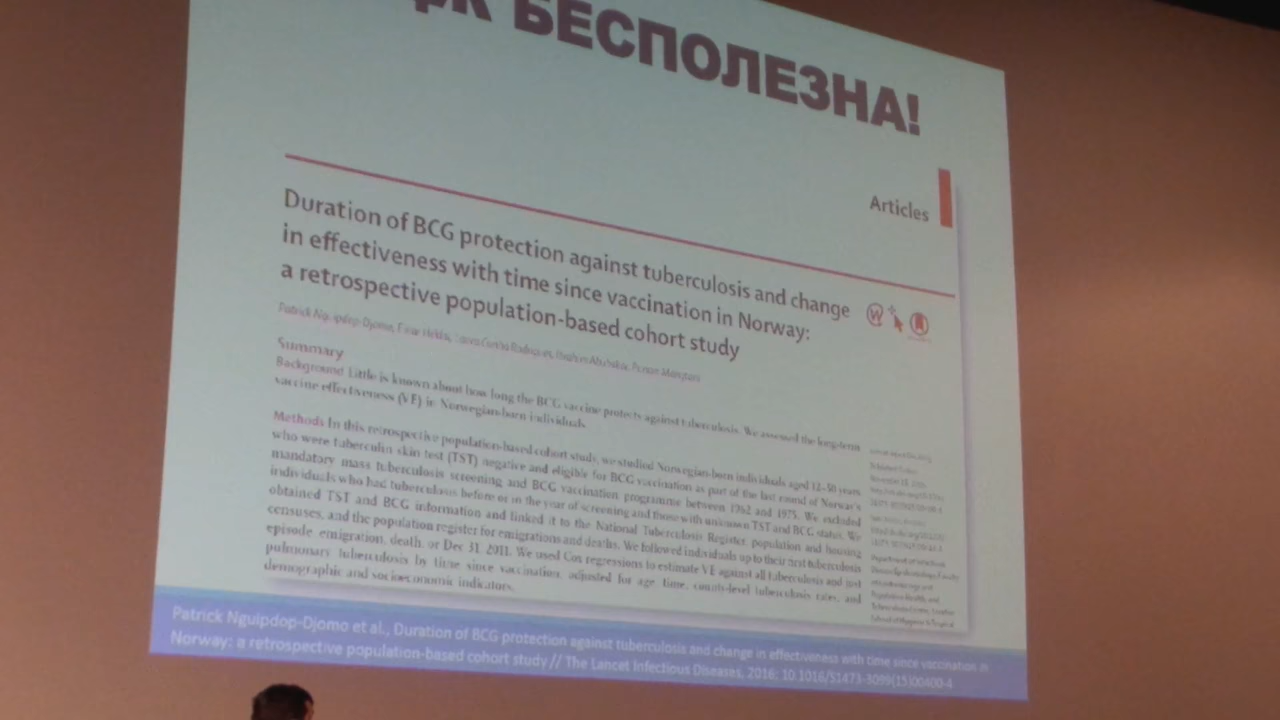 БЕСПОЛЕЗНА!
Articles
Duration of BCG protection against tuberculosis and change
in effectiveness with time since vaccination in Norway:
a retrospective population-based cohort study
Summary
Background Little is known about how long the BCG vaccine protects against tuberculosis. We assessed the long-term
vaccine effectiveness (VE) in Norwegian-born individuals.
Methods In this retrospective population-based cohort study, we studied Norwegian-born individuals aged 12–50 years
who were tuberculin skin test (TST) negative and eligible for BCG vaccination as part of the last round of Norway's
mandatory mass tuberculosis screening and BCG vaccination programme between 1962 and 1975. We excluded
individuals who had tuberculosis before or in the year of screening and those with unknown TST and BCG status. We
obtained TST and BCG information and linked it to the National Tuberculosis Register, population and housing
censuses, and the population register for emigrations and deaths. We followed individuals up to their first tuberculosis
episode, emigration, death, or Dec 31, 2011. We used Cox regressions to estimate VE against all tuberculosis and just
pulmonary tuberculosis by time since vaccination, adjusted for age, time, county-level tuberculosis rates, and
demographic and socioeconomic indicators.
Patrick Nguipdop-Djomo et al., Duration of BCG protection against tuberculosis and change in effectiveness with time since vaccination in
Norway: a retrospective population-based cohort study // The Lancet Infectious Diseases, 2016; 10.1016/S1473-3099(15)00400-4